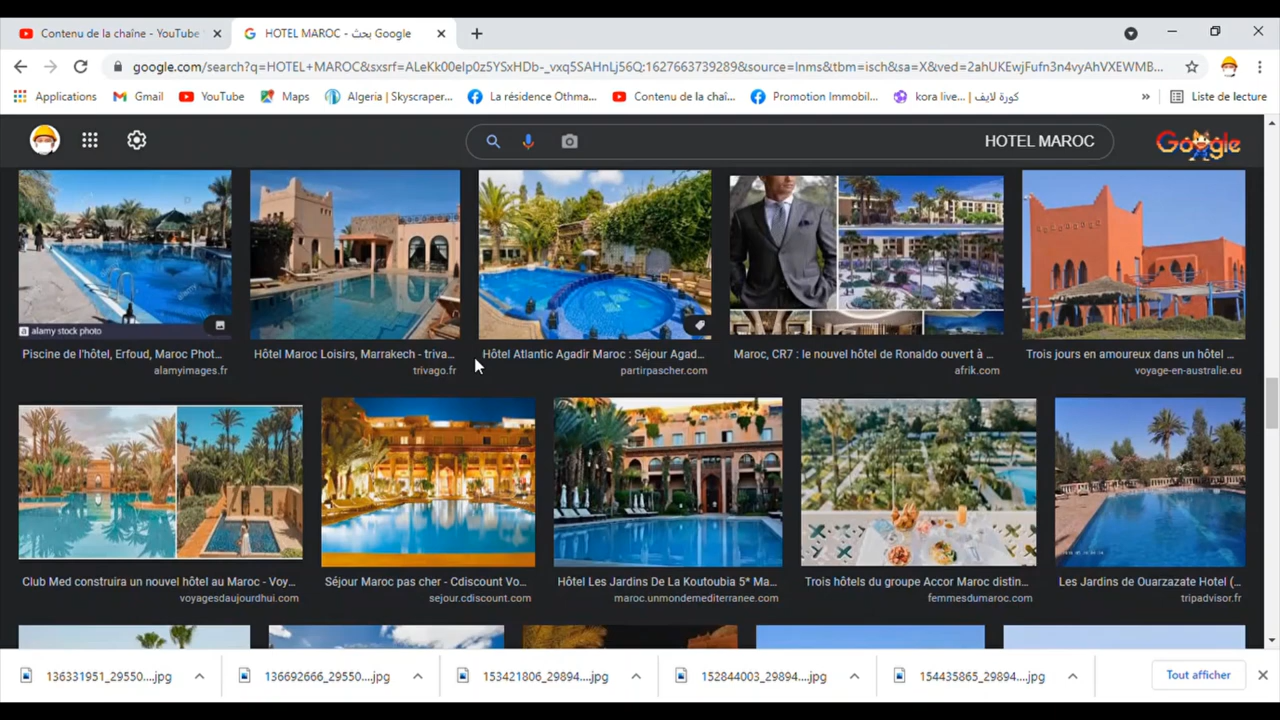 Contenu de la chaîne - YouTube
HOTEL MAROC - بحث Google
google.com/search?q=HOTEL+MAROC&sxsrf=ALeKk00elp0z5YSxHDb-_vxq5SAHnLj56Q:1627663739289&source=lnms&tbm=isch&sa=X&ved=2ahUKEwjFufn3n4vyAhVXEWMB...
Applications
Gmail
YouTube
Maps
Algeria | Skyscraper...
La résidence Othma...
Contenu de la chaî...
Promotion Immobil...
kora live... | كورة لايف
»
Liste de lecture
HOTEL MAROC
Google
a alamy stock photo
Piscine de l'hôtel, Erfoud, Maroc Phot...
alamyimages.fr
Hôtel Maroc Loisirs, Marrakech - triva...
trivago.fr
Hôtel Atlantic Agadir Maroc : Séjour Agad...
partirpascher.com
Maroc, CR7 : le nouvel hôtel de Ronaldo ouvert à ...
afrik.com
Trois jours en amoureux dans un hôtel ...
voyage-en-australie.eu
Club Med construira un nouvel hôtel au Maroc - Voy...
voyagesdaujourdhui.com
Séjour Maroc pas cher - Cdiscount Vo...
sejour.cdiscount.com
Hôtel Les Jardins De La Koutoubia 5* Ma...
maroc.unmondemediterranee.com
Trois hôtels du groupe Accor Maroc distin...
femmesdumaroc.com
Les Jardins de Ouarzazate Hotel (...
tripadvisor.fr
136331951_29550....jpg
136692666_29550....jpg
153421806_29894....jpg
152844003_29894....jpg
154435865_29894....jpg
Tout afficher